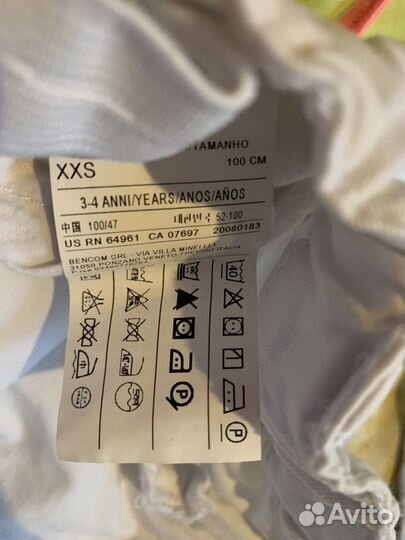 TAMANHO
XXS
100 CM
3-4 ANNI/YEARS/ANOS/AÑOS
中国 100/47 대한민국 52-100
US RN 64961 CA 07697 20080183
BENCOM SRL - VIA VILLA MINELLI,
31050 PONZANO VENETO TREVISO ITALIA
40
P
Avito